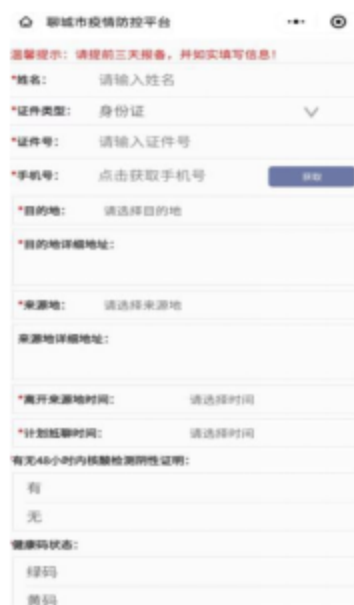 聊城市疫情防控平台
温馨提示：请提前三天报备，并如实填写信息！
*姓名： 请输入姓名
*证件类型： 身份证
*证件号： 请输入证件号
*手机号： 点击获取手机号 获取
*目的地： 请选择目的地
*目的地详细地址：
*来源地： 请选择来源地
来源地详细地址：
*离开来源地时间： 请选择时间
*计划抵聊时间： 请选择时间
*有无48小时内核酸检测阴性证明：
有
无
*健康码状态：
绿码
黄码